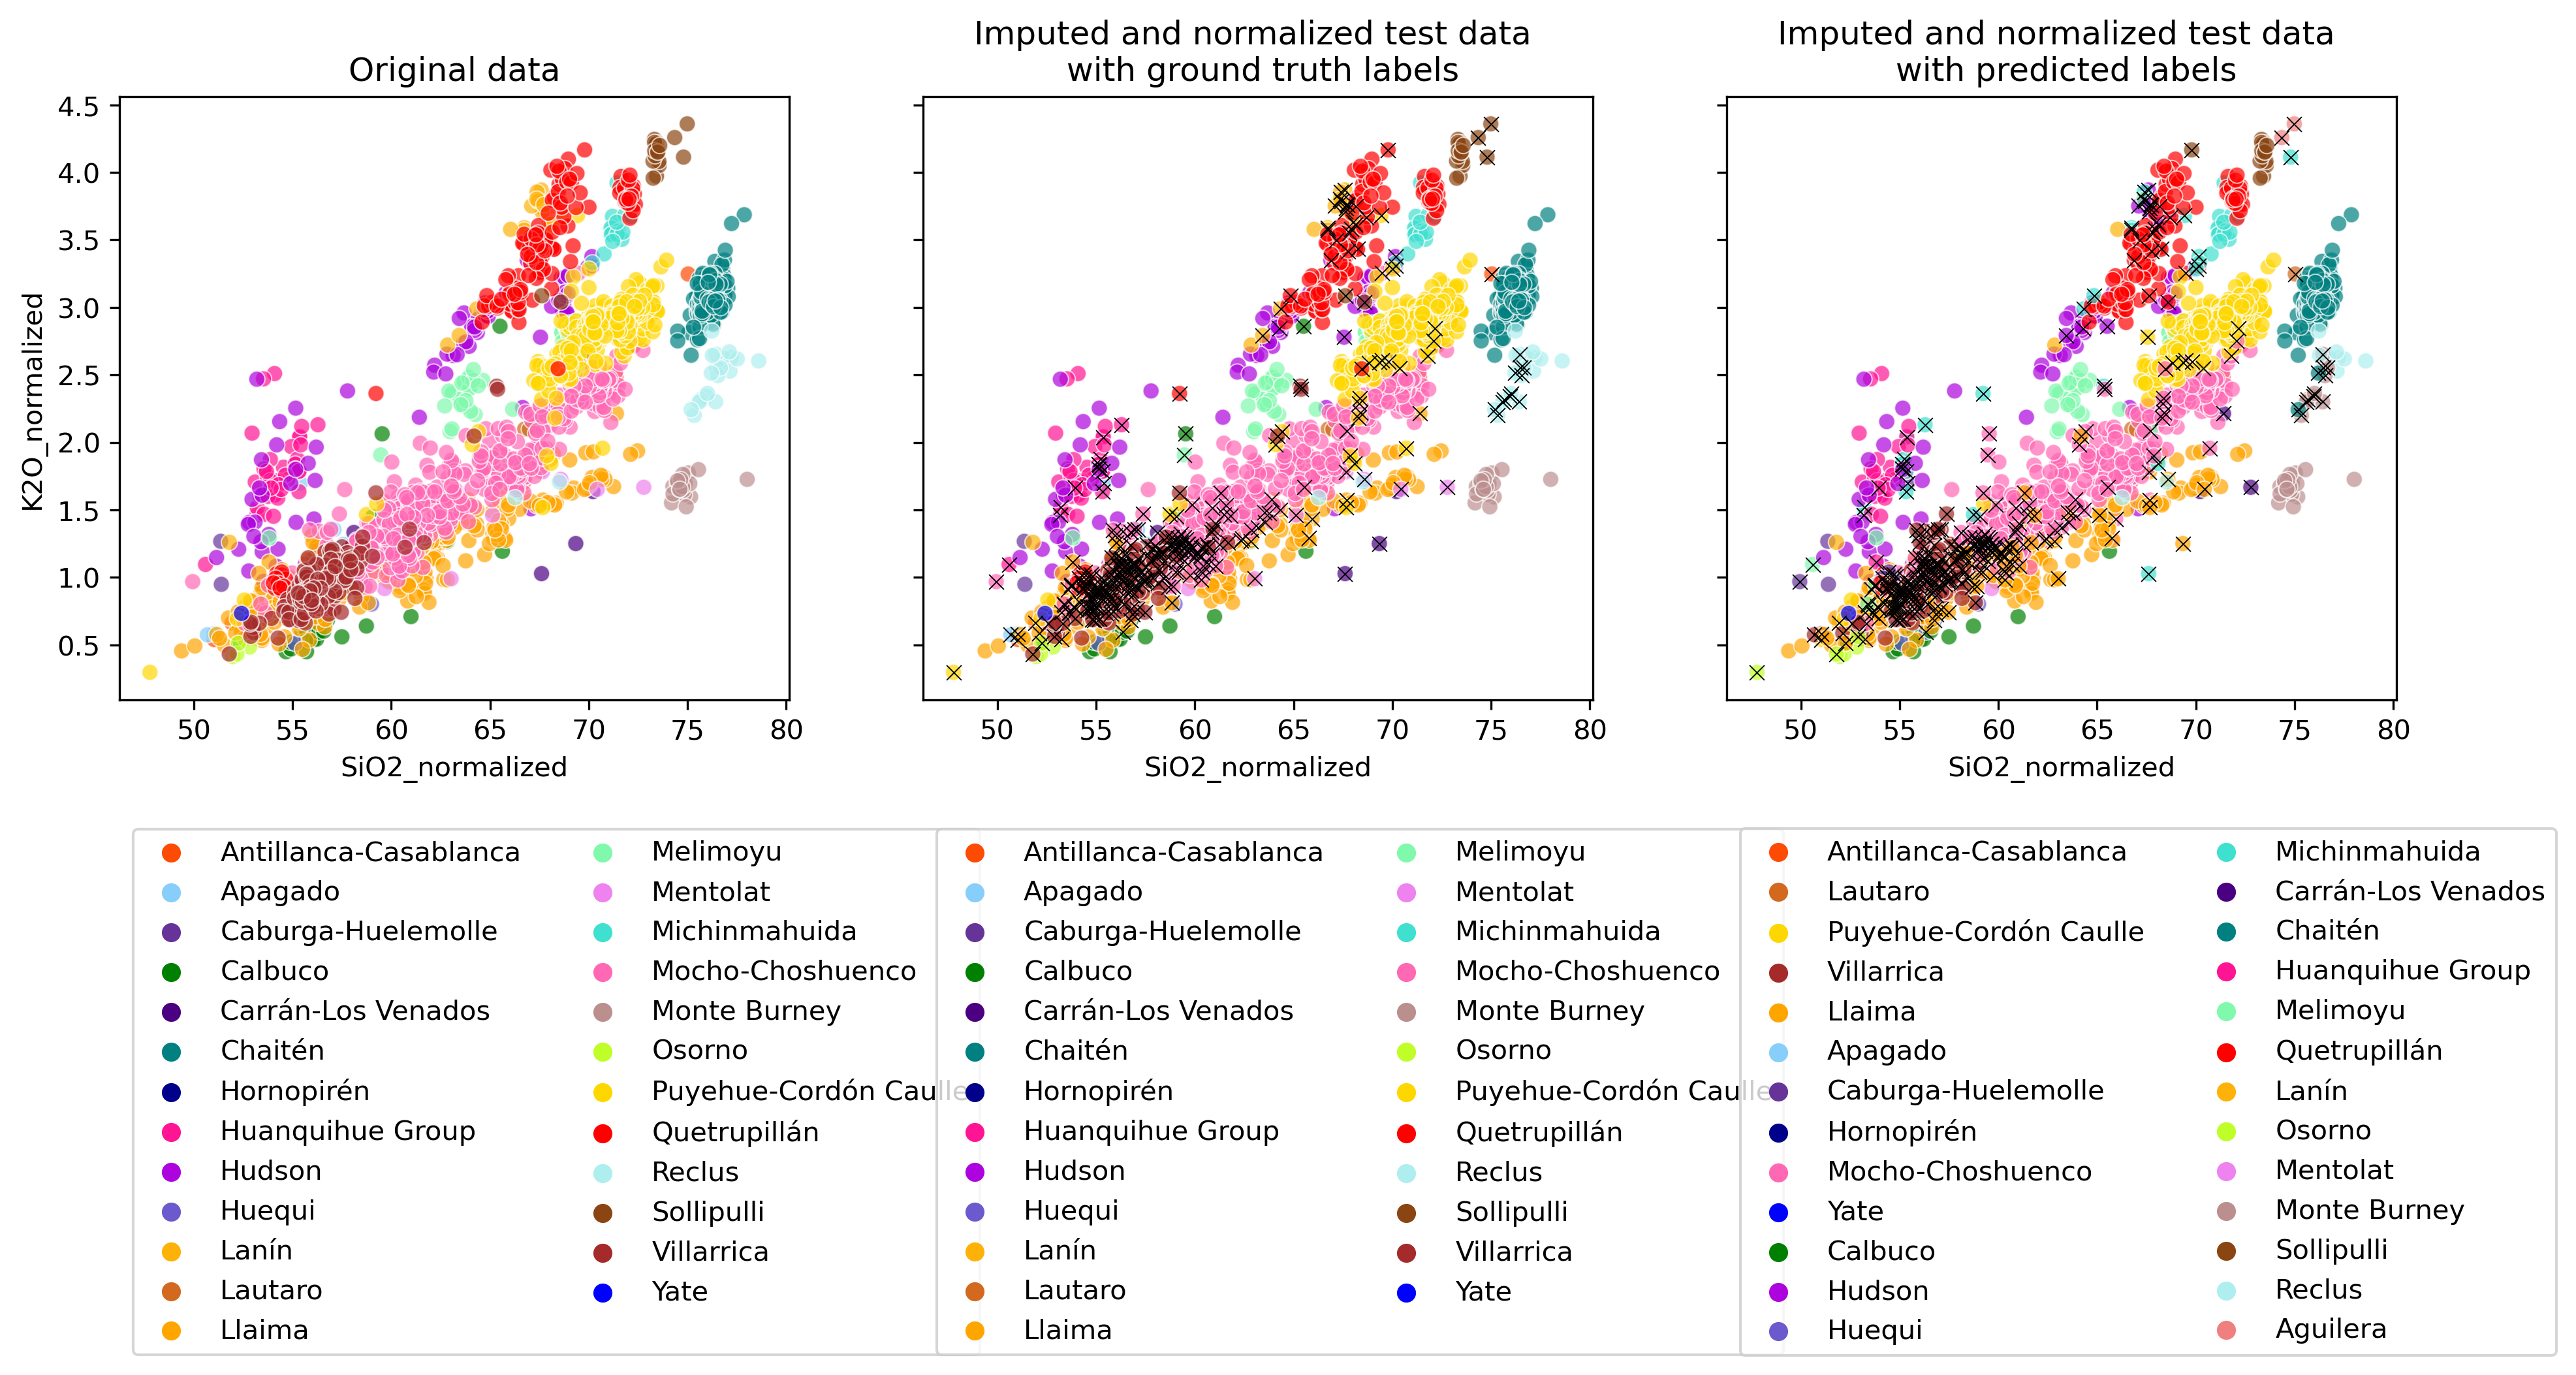 Original data
Imputed and normalized test data
with ground truth labels
Imputed and normalized test data
with predicted labels
K2O_normalized
4.5
4.0
3.5
3.0
2.5
2.0
1.5
1.0
0.5
50 55 60 65 70 75 80
SiO2_normalized
50 55 60 65 70 75 80
SiO2_normalized
50 55 60 65 70 75 80
SiO2_normalized
Antillanca-Casablanca
Apagado
Caburga-Huelemolle
Calbuco
Carrán-Los Venados
Chaitén
Hornopirén
Huanquihue Group
Hudson
Huequi
Lanín
Lautaro
Llaima
Melimoyu
Mentolat
Michinmahuida
Mocho-Choshuenco
Monte Burney
Osorno
Puyehue-Cordón Caulle
Quetrupillán
Reclus
Sollipulli
Villarrica
Yate
Antillanca-Casablanca
Apagado
Caburga-Huelemolle
Calbuco
Carrán-Los Venados
Chaitén
Hornopirén
Huanquihue Group
Hudson
Huequi
Lanín
Lautaro
Llaima
Melimoyu
Mentolat
Michinmahuida
Mocho-Choshuenco
Monte Burney
Osorno
Puyehue-Cordón Caulle
Quetrupillán
Reclus
Sollipulli
Villarrica
Yate
Antillanca-Casablanca
Lautaro
Puyehue-Cordón Caulle
Villarrica
Llaima
Apagado
Caburga-Huelemolle
Hornopirén
Mocho-Choshuenco
Yate
Calbuco
Hudson
Huequi
Michinmahuida
Carrán-Los Venados
Chaitén
Huanquihue Group
Melimoyu
Quetrupillán
Lanín
Osorno
Mentolat
Monte Burney
Sollipulli
Reclus
Aguilera